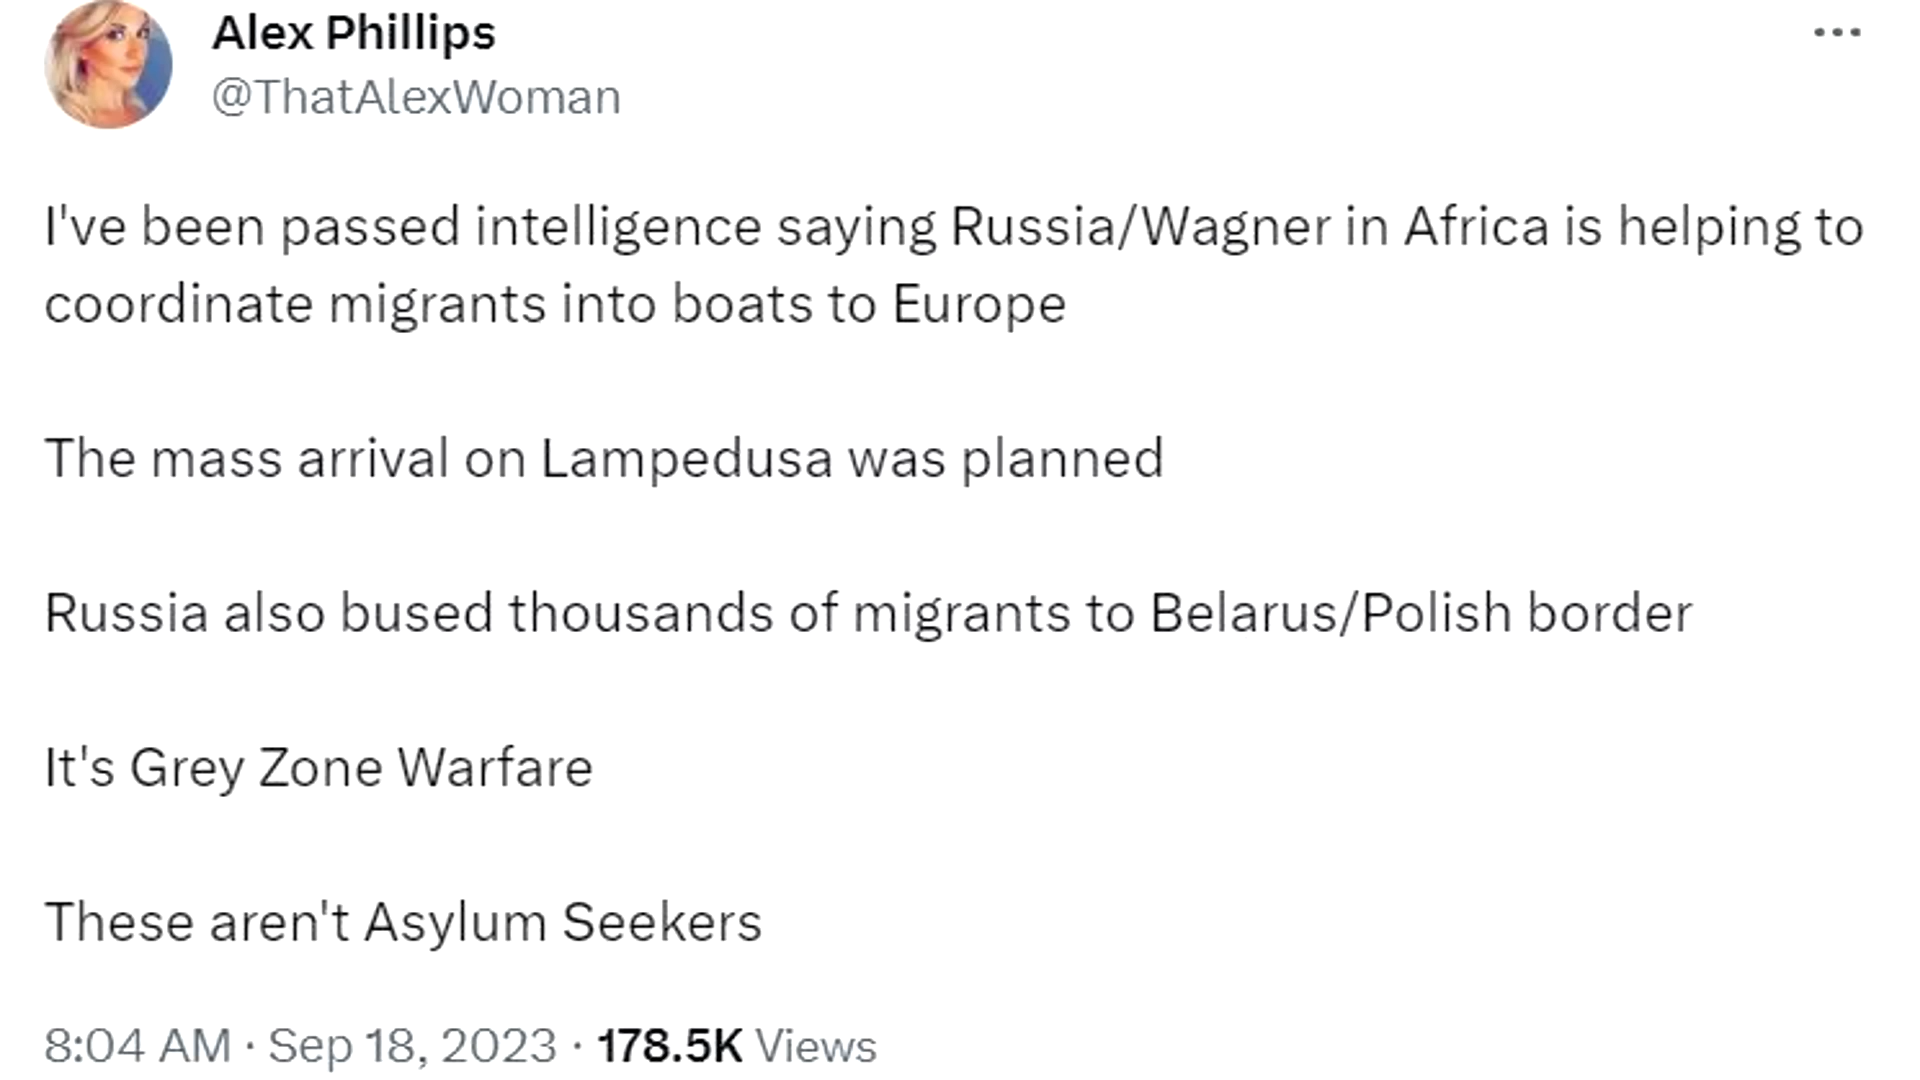 Alex Phillips
@ThatAlexWoman
I've been passed intelligence saying Russia/Wagner in Africa is helping to
coordinate migrants into boats to Europe
The mass arrival on Lampedusa was planned
Russia also bused thousands of migrants to Belarus/Polish border
It's Grey Zone Warfare
These aren't Asylum Seekers
8:04 AM · Sep 18, 2023 · 178.5K Views